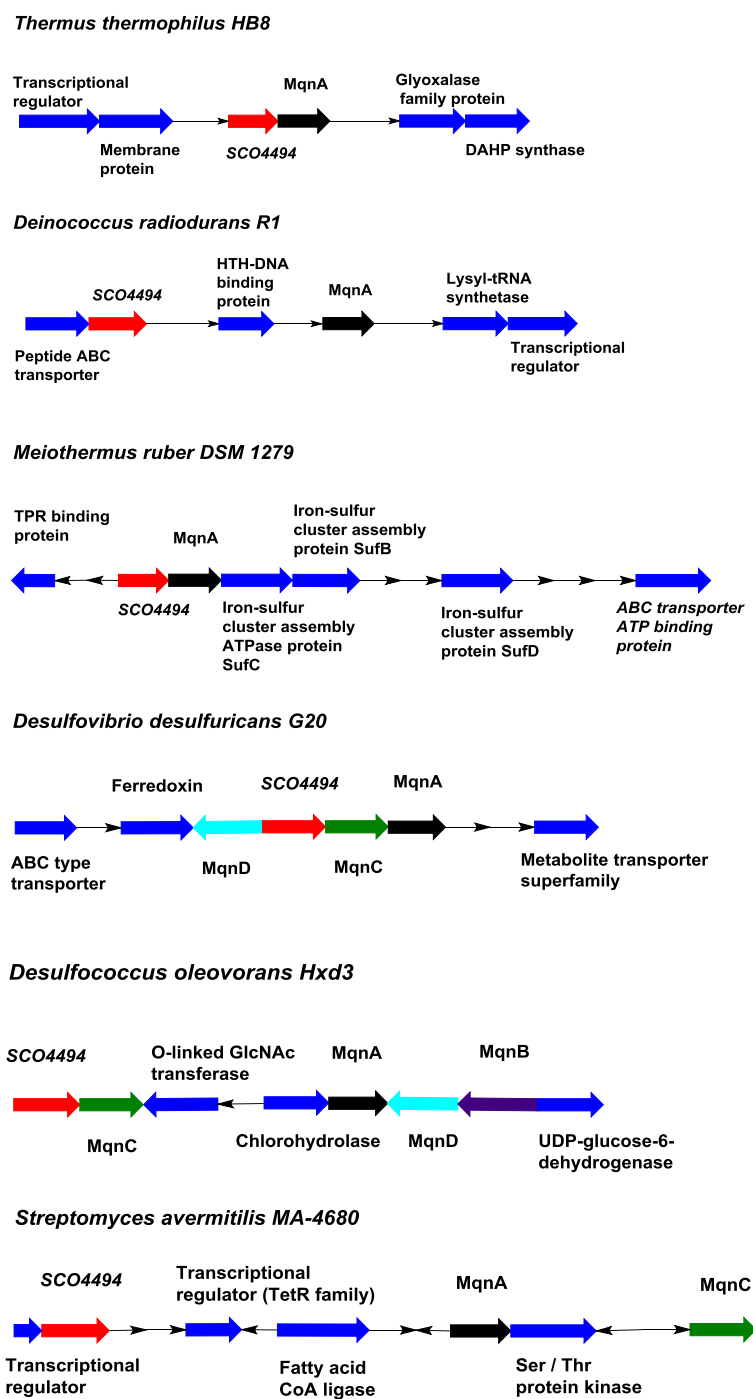 Thermus thermophilus HB8
Transcriptional
regulator
MqnA
Glyoxalase
family protein
Membrane
protein
SCO4494
DAHP synthase
Deinococcus radiodurans R1
SCO4494
HTH-DNA
binding
protein
MqnA
Lysyl-tRNA
synthetase
Peptide ABC
transporter
Transcriptional
regulator
Meiothermus ruber DSM 1279
TPR binding
protein
MqnA
Iron-sulfur
cluster assembly
protein SufB
SCO4494
Iron-sulfur
cluster assembly
ATPase protein
SufC
Iron-sulfur
cluster assembly
protein SufD
ABC transporter
ATP binding
protein
Desulfovibrio desulfuricans G20
Ferredoxin
SCO4494
MqnA
ABC type
transporter
MqnD
MqnC
Metabolite transporter
superfamily
Desulfococcus oleovorans Hxd3
SCO4494
O-linked GlcNAc
transferase
MqnA
MqnB
MqnC
Chlorohydrolase
MqnD
UDP-glucose-6-
dehydrogenase
Streptomyces avermitilis MA-4680
SCO4494
Transcriptional
regulator (TetR family)
MqnA
MqnC
Transcriptional
regulator
Fatty acid
CoA ligase
Ser / Thr
protein kinase